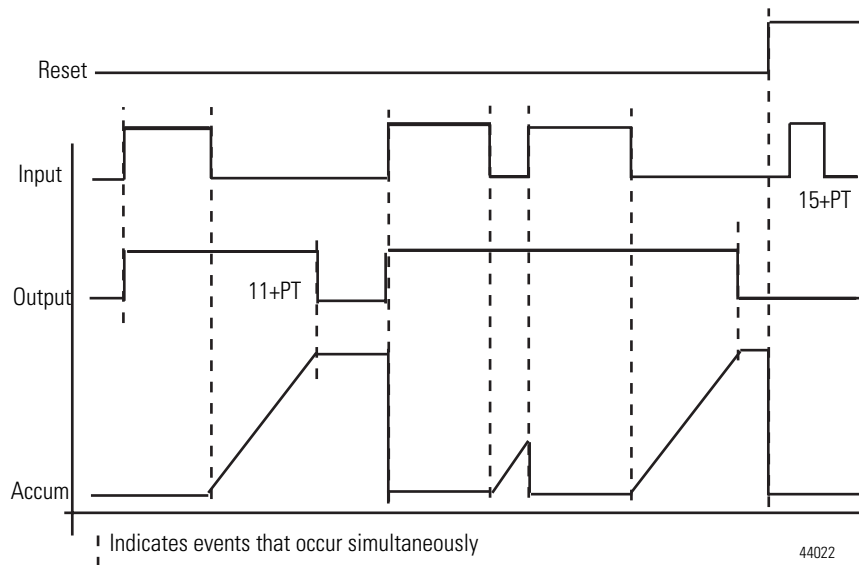 Reset
Input
15+PT
11+PT
Output
Accum
Indicates events that occur simultaneously
44022